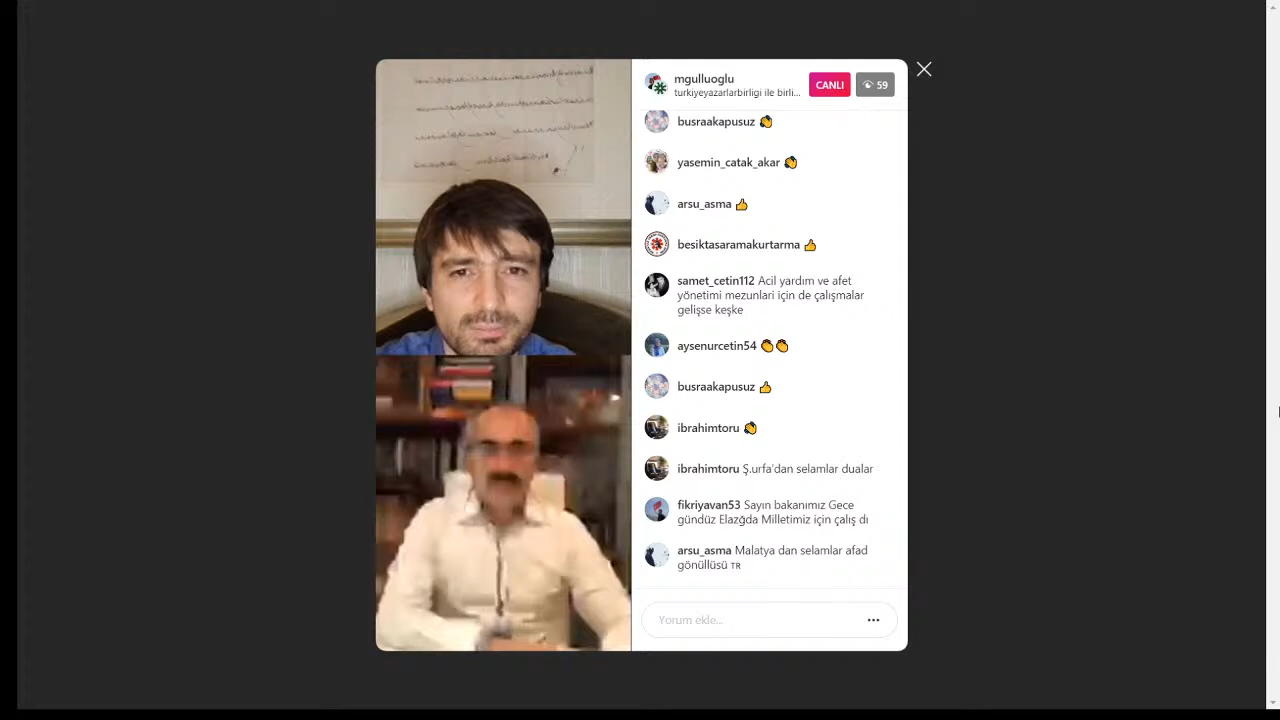 mgulluoglu
turkiyeyazarlarbirligi ile birli...
CANLI
59
busraakapusuz 👏
yasemin_catak_akar 👏
arsu_asma 👍
besiktasaramakurtarma 👍
samet_cetin112 Acil yardım ve afet
yönetimi mezunlari için de çalışmalar
gelişse keşke
aysenurcetin54 👏👏
busraakapusuz 👍
ibrahimtoru 👏
ibrahimtoru Ş.urfa'dan selamlar dualar
fikriyavan53 Sayın bakanımız Gece
gündüz Elazğda Milletimiz için çalış dı
arsu_asma Malatya dan selamlar afad
gönüllüsü TR
Yorum ekle...